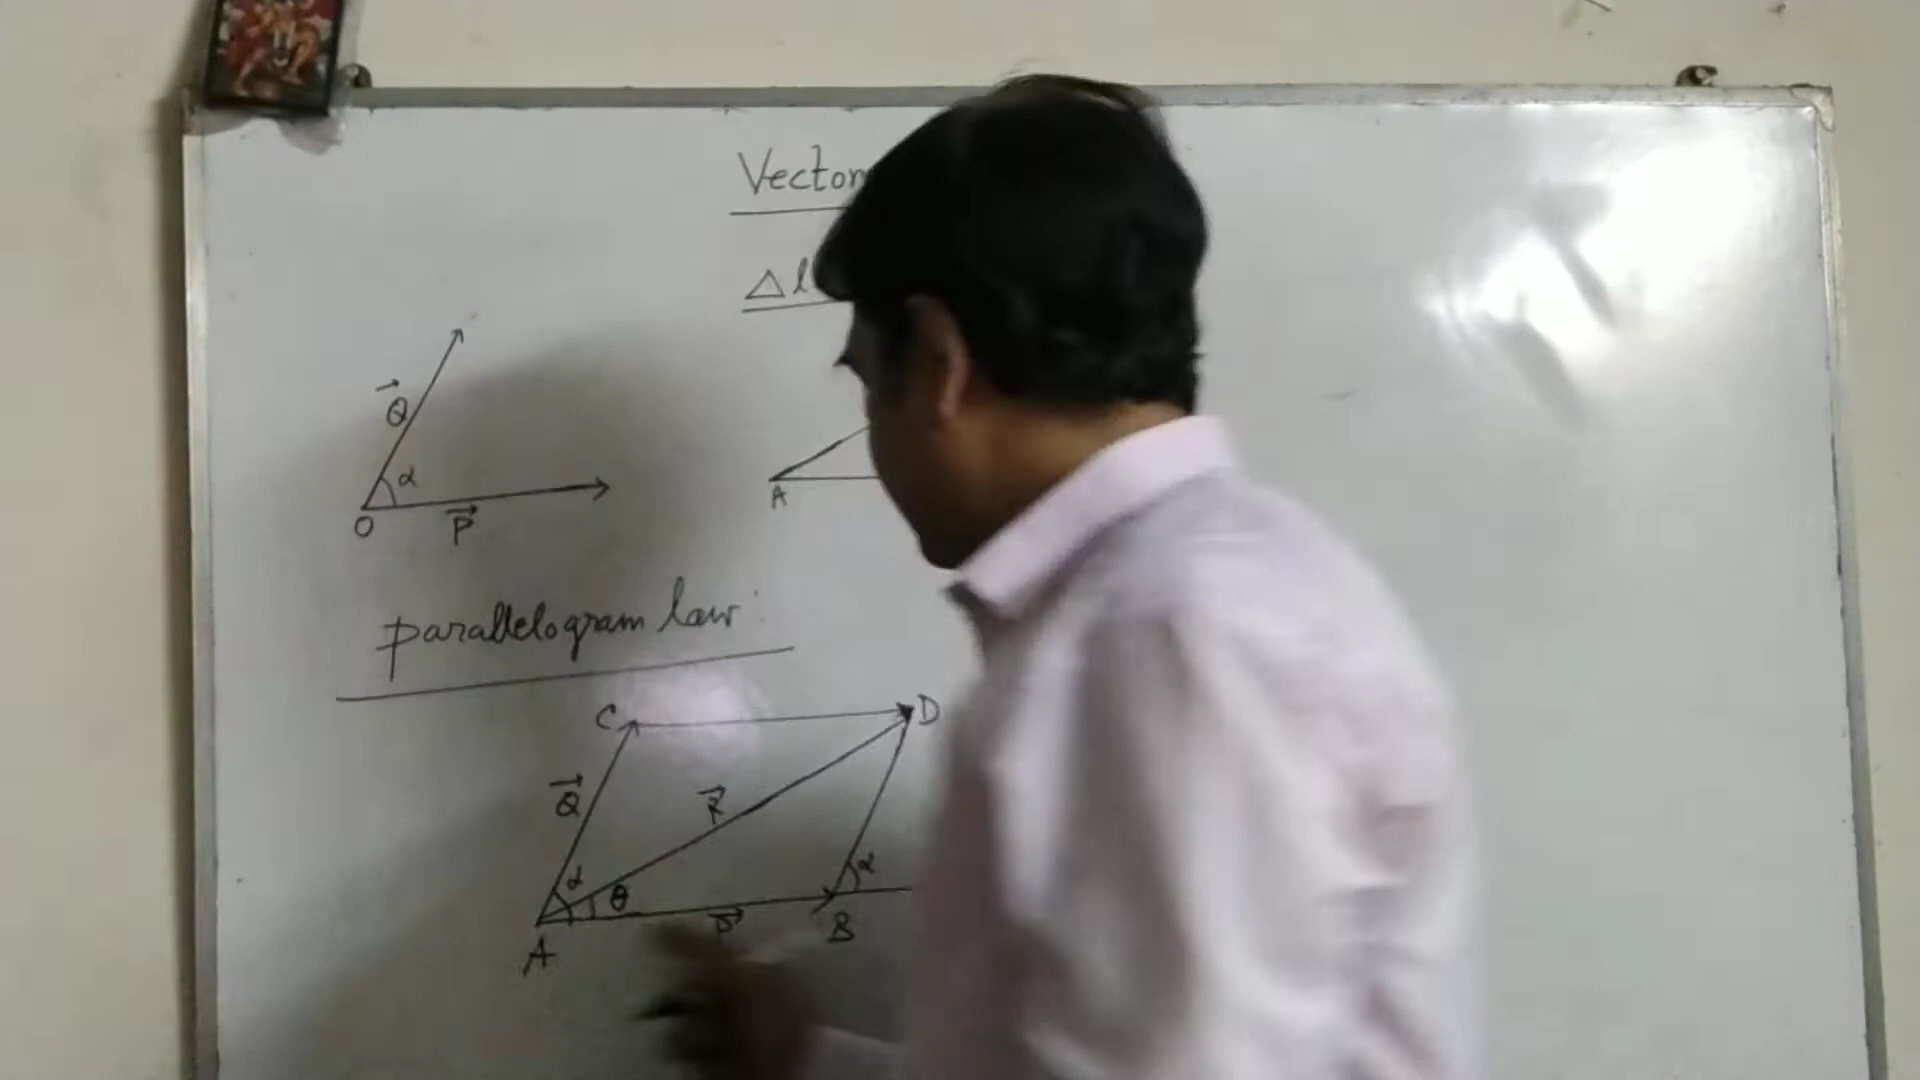 Vector
Δ l
Q
α
O
P
A
parallelogram law:
C
D
Q
R
α
θ
α
P
B
A